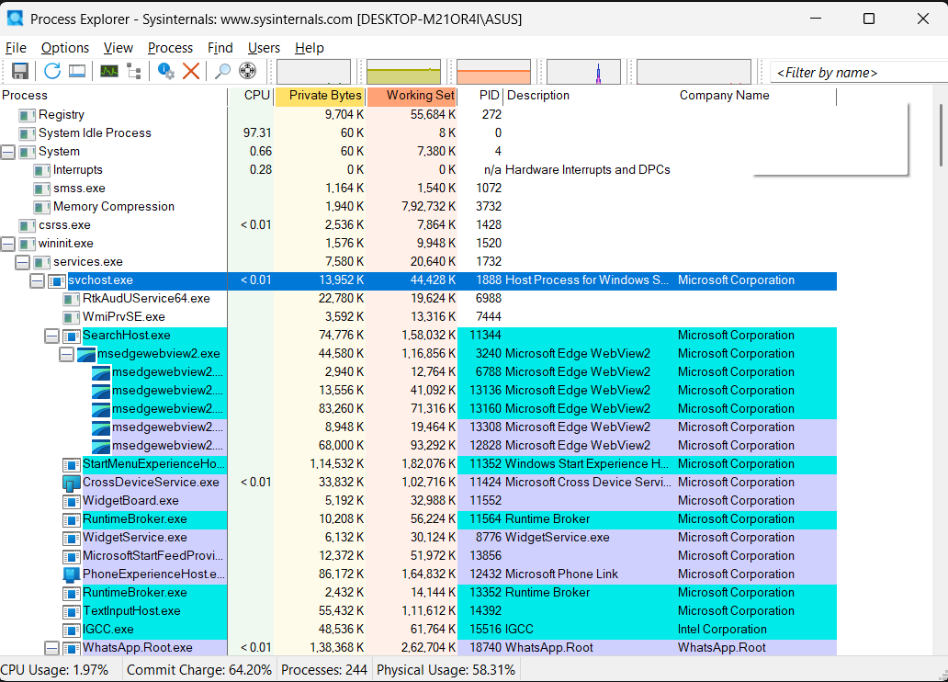 Process Explorer - Sysinternals: www.sysinternals.com [DESKTOP-M21OR4I\ASUS]
File Options View Process Find Users Help
<Filter by name>
Process CPU Private Bytes Working Set PID Description Company Name
Registry 9,704 K 55,684 K 272
System Idle Process 97.31 60 K 8 K 0
System 0.66 60 K 7,380 K 4
Interrupts 0.28 0 K 0 K n/a Hardware Interrupts and DPCs
smss.exe 1,164 K 1,540 K 1072
Memory Compression 1,940 K 7,92,732 K 3732
csrss.exe < 0.01 2,536 K 7,864 K 1428
wininit.exe 1,576 K 9,948 K 1520
services.exe 7,580 K 20,640 K 1732
svchost.exe < 0.01 13,952 K 44,428 K 1888 Host Process for Windows S... Microsoft Corporation
RtkAudUService64.exe 22,780 K 19,624 K 6988
WmiPrvSE.exe 3,592 K 13,316 K 7444
SearchHost.exe 74,776 K 1,58,032 K 11344 Microsoft Corporation
msedgewebview2.exe 44,580 K 1,16,856 K 3240 Microsoft Edge WebView2 Microsoft Corporation
msedgewebview2.... 2,940 K 12,764 K 6788 Microsoft Edge WebView2 Microsoft Corporation
msedgewebview2.... 13,556 K 41,092 K 13136 Microsoft Edge WebView2 Microsoft Corporation
msedgewebview2.... 83,260 K 71,316 K 13160 Microsoft Edge WebView2 Microsoft Corporation
msedgewebview2.... 8,948 K 19,464 K 13308 Microsoft Edge WebView2 Microsoft Corporation
msedgewebview2.... 68,000 K 93,292 K 12828 Microsoft Edge WebView2 Microsoft Corporation
StartMenuExperienceHo... 1,14,532 K 1,82,076 K 11352 Windows Start Experience H... Microsoft Corporation
CrossDeviceService.exe < 0.01 33,832 K 1,02,716 K 11424 Microsoft Cross Device Servi... Microsoft Corporation
WidgetBoard.exe 5,192 K 32,988 K 11552 Microsoft Corporation
RuntimeBroker.exe 10,208 K 56,224 K 11564 Runtime Broker Microsoft Corporation
WidgetService.exe 6,132 K 30,124 K 8776 WidgetService.exe Microsoft Corporation
MicrosoftStartFeedProvi... 12,372 K 51,972 K 13856 Microsoft Corporation
PhoneExperienceHost.e... 86,172 K 1,64,832 K 12432 Microsoft Phone Link Microsoft Corporation
RuntimeBroker.exe 2,432 K 14,144 K 13352 Runtime Broker Microsoft Corporation
TextInputHost.exe 55,432 K 1,11,612 K 14392 Microsoft Corporation
IGCC.exe 48,536 K 61,764 K 15516 IGCC Intel Corporation
WhatsApp.Root.exe < 0.01 1,38,368 K 2,62,704 K 18740 WhatsApp.Root WhatsApp.Root
CPU Usage: 1.97% Commit Charge: 64.20% Processes: 244 Physical Usage: 58.31%